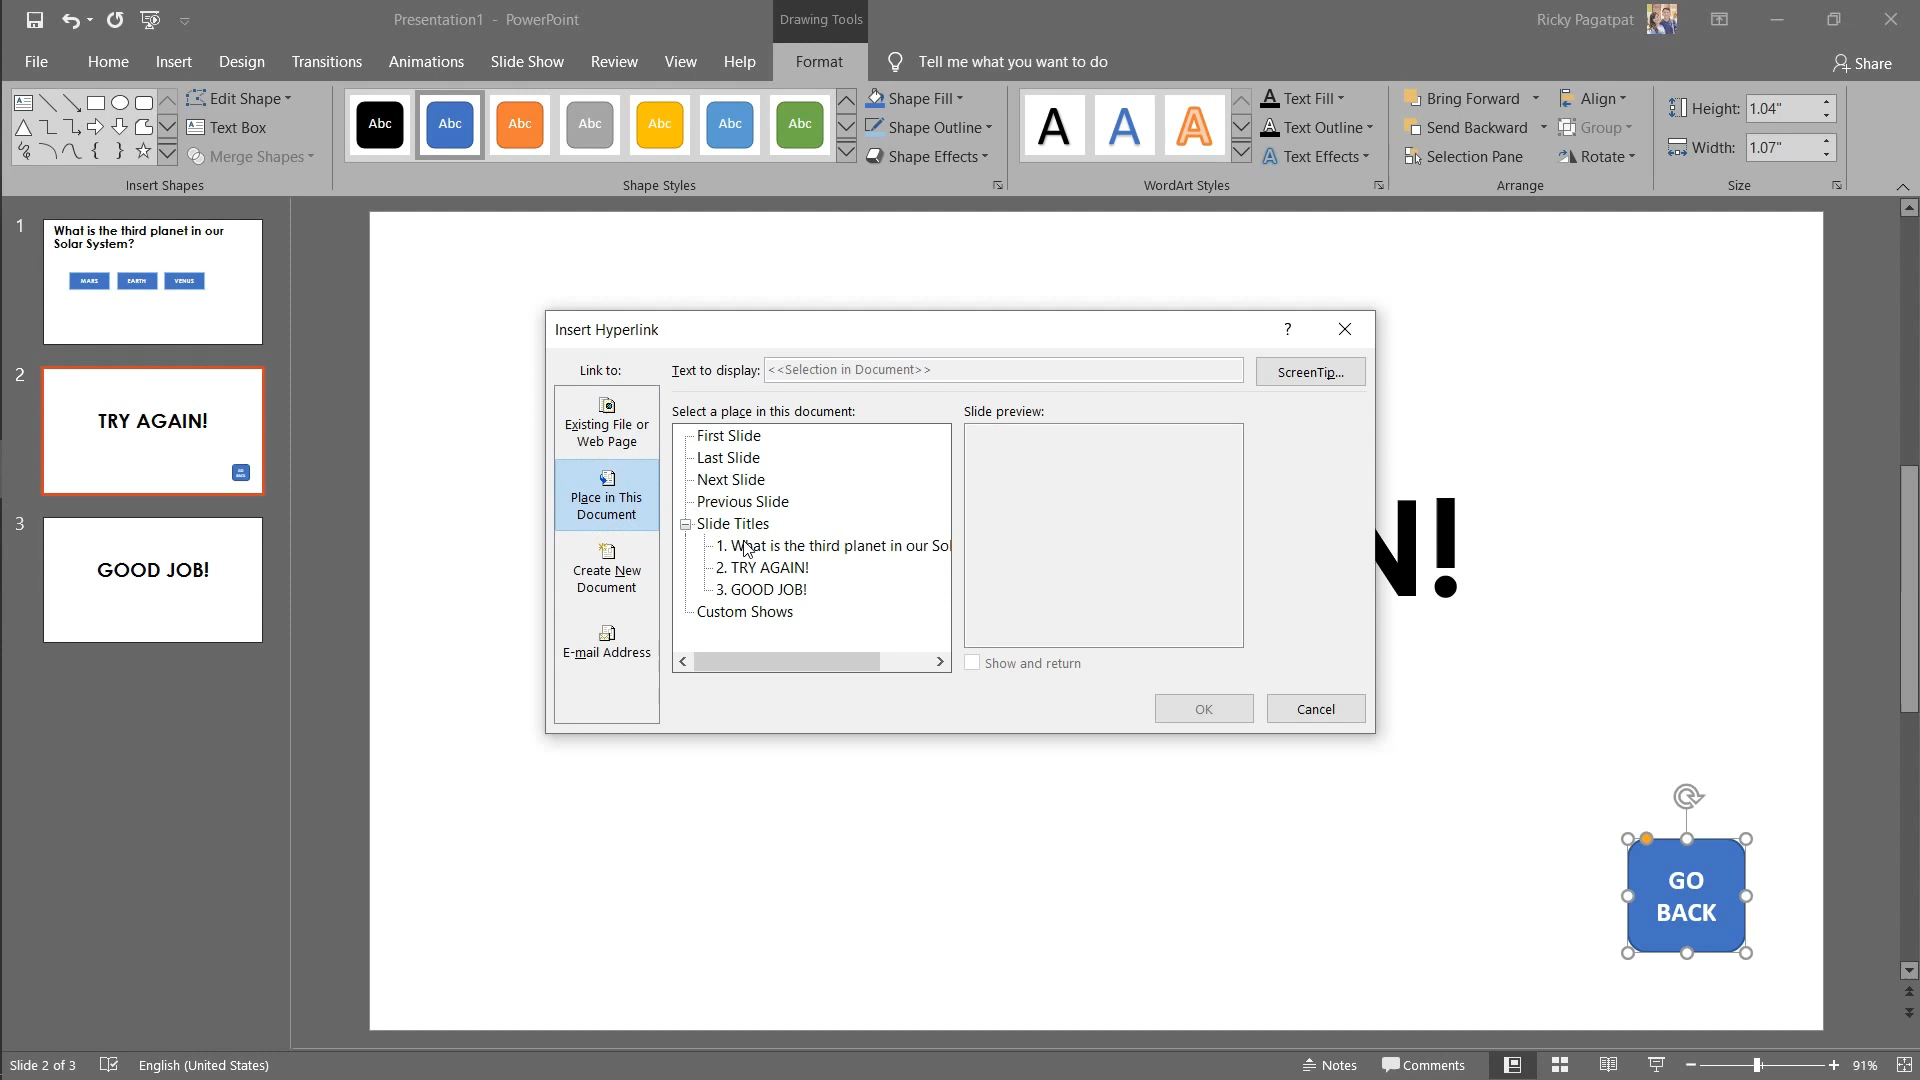 Presentation1 - PowerPoint
Drawing Tools
Ricky Pagatpat
File Home Insert Design Transitions Animations Slide Show Review View Help Format Tell me what you want to do Share
Edit Shape
Text Box
Merge Shapes
Insert Shapes
Abc Abc Abc Abc Abc Abc Abc
Shape Fill
Shape Outline
Shape Effects
Shape Styles
A A A
Text Fill
Text Outline
Text Effects
WordArt Styles
Bring Forward
Send Backward
Selection Pane
Align
Group
Rotate
Arrange
Height: 1.04"
Width: 1.07"
Size
1
What is the third planet in our
Solar System?
MARS EARTH VENUS
2
TRY AGAIN!
GO
BACK
3
GOOD JOB!
Insert Hyperlink
?
Link to:
Text to display: <<Selection in Document>>
ScreenTip...
Existing File or
Web Page
Place in This
Document
Create New
Document
E-mail Address
Select a place in this document:
First Slide
Last Slide
Next Slide
Previous Slide
Slide Titles
1. What is the third planet in our Sol
2. TRY AGAIN!
3. GOOD JOB!
Custom Shows
Slide preview:
Show and return
OK
Cancel
N!
GO
BACK
Slide 2 of 3
English (United States)
Notes
Comments
91%